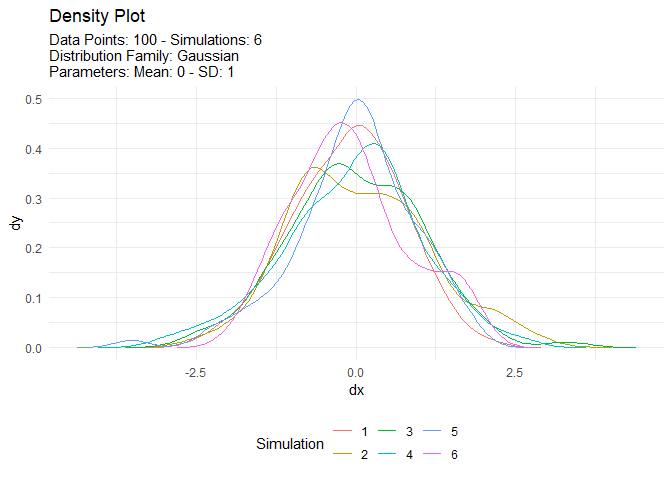 Density Plot
Data Points: 100 - Simulations: 6
Distribution Family: Gaussian
Parameters: Mean: 0 - SD: 1
0.5
0.4
0.3
0.2
0.1
0.0
dy
-2.5 0.0 2.5
dx
Simulation 1 3 5
2 4 6